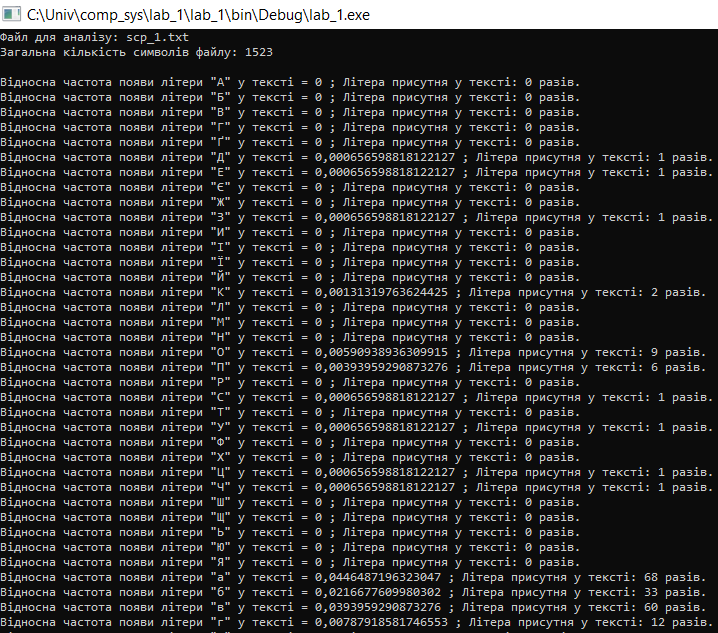 C:\Univ\comp_sys\lab_1\lab_1\bin\Debug\lab_1.exe
Файл для аналізу: scp_1.txt
Загальна кількість символів файлу: 1523
Відносна частота появи літери "А" у тексті = 0 ; Літера присутня у тексті: 0 разів.
Відносна частота появи літери "Б" у тексті = 0 ; Літера присутня у тексті: 0 разів.
Відносна частота появи літери "В" у тексті = 0 ; Літера присутня у тексті: 0 разів.
Відносна частота появи літери "Г" у тексті = 0 ; Літера присутня у тексті: 0 разів.
Відносна частота появи літери "Ґ" у тексті = 0 ; Літера присутня у тексті: 0 разів.
Відносна частота появи літери "Д" у тексті = 0,000656598818122127 ; Літера присутня у тексті: 1 разів.
Відносна частота появи літери "Е" у тексті = 0,000656598818122127 ; Літера присутня у тексті: 1 разів.
Відносна частота появи літери "Є" у тексті = 0 ; Літера присутня у тексті: 0 разів.
Відносна частота появи літери "Ж" у тексті = 0 ; Літера присутня у тексті: 0 разів.
Відносна частота появи літери "З" у тексті = 0,000656598818122127 ; Літера присутня у тексті: 1 разів.
Відносна частота появи літери "И" у тексті = 0 ; Літера присутня у тексті: 0 разів.
Відносна частота появи літери "І" у тексті = 0 ; Літера присутня у тексті: 0 разів.
Відносна частота появи літери "Ї" у тексті = 0 ; Літера присутня у тексті: 0 разів.
Відносна частота появи літери "Й" у тексті = 0 ; Літера присутня у тексті: 0 разів.
Відносна частота появи літери "К" у тексті = 0,00131319763624425 ; Літера присутня у тексті: 2 разів.
Відносна частота появи літери "Л" у тексті = 0 ; Літера присутня у тексті: 0 разів.
Відносна частота появи літери "М" у тексті = 0 ; Літера присутня у тексті: 0 разів.
Відносна частота появи літери "Н" у тексті = 0 ; Літера присутня у тексті: 0 разів.
Відносна частота появи літери "О" у тексті = 0,00590938936309915 ; Літера присутня у тексті: 9 разів.
Відносна частота появи літери "П" у тексті = 0,00393959290873276 ; Літера присутня у тексті: 6 разів.
Відносна частота появи літери "Р" у тексті = 0 ; Літера присутня у тексті: 0 разів.
Відносна частота появи літери "С" у тексті = 0,000656598818122127 ; Літера присутня у тексті: 1 разів.
Відносна частота появи літери "Т" у тексті = 0 ; Літера присутня у тексті: 0 разів.
Відносна частота появи літери "У" у тексті = 0,000656598818122127 ; Літера присутня у тексті: 1 разів.
Відносна частота появи літери "Ф" у тексті = 0 ; Літера присутня у тексті: 0 разів.
Відносна частота появи літери "Х" у тексті = 0 ; Літера присутня у тексті: 0 разів.
Відносна частота появи літери "Ц" у тексті = 0,000656598818122127 ; Літера присутня у тексті: 1 разів.
Відносна частота появи літери "Ч" у тексті = 0,000656598818122127 ; Літера присутня у тексті: 1 разів.
Відносна частота появи літери "Ш" у тексті = 0 ; Літера присутня у тексті: 0 разів.
Відносна частота появи літери "Щ" у тексті = 0 ; Літера присутня у тексті: 0 разів.
Відносна частота появи літери "Ь" у тексті = 0 ; Літера присутня у тексті: 0 разів.
Відносна частота появи літери "Ю" у тексті = 0 ; Літера присутня у тексті: 0 разів.
Відносна частота появи літери "Я" у тексті = 0 ; Літера присутня у тексті: 0 разів.
Відносна частота появи літери "а" у тексті = 0,0446487196323047 ; Літера присутня у тексті: 68 разів.
Відносна частота появи літери "б" у тексті = 0,0216677609980302 ; Літера присутня у тексті: 33 разів.
Відносна частота появи літери "в" у тексті = 0,0393959290873276 ; Літера присутня у тексті: 60 разів.
Відносна частота появи літери "г" у тексті = 0,00787918581746553 ; Літера присутня у тексті: 12 разів.